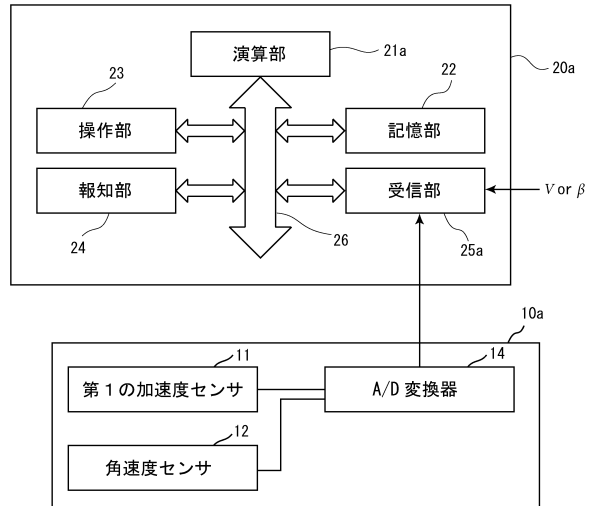 演算部
21a
20a
23
22
操作部
記憶部
報知部
受信部
V or β
24
26
25a
10a
11
14
第1の加速度センサ
A/D変換器
12
角速度センサ